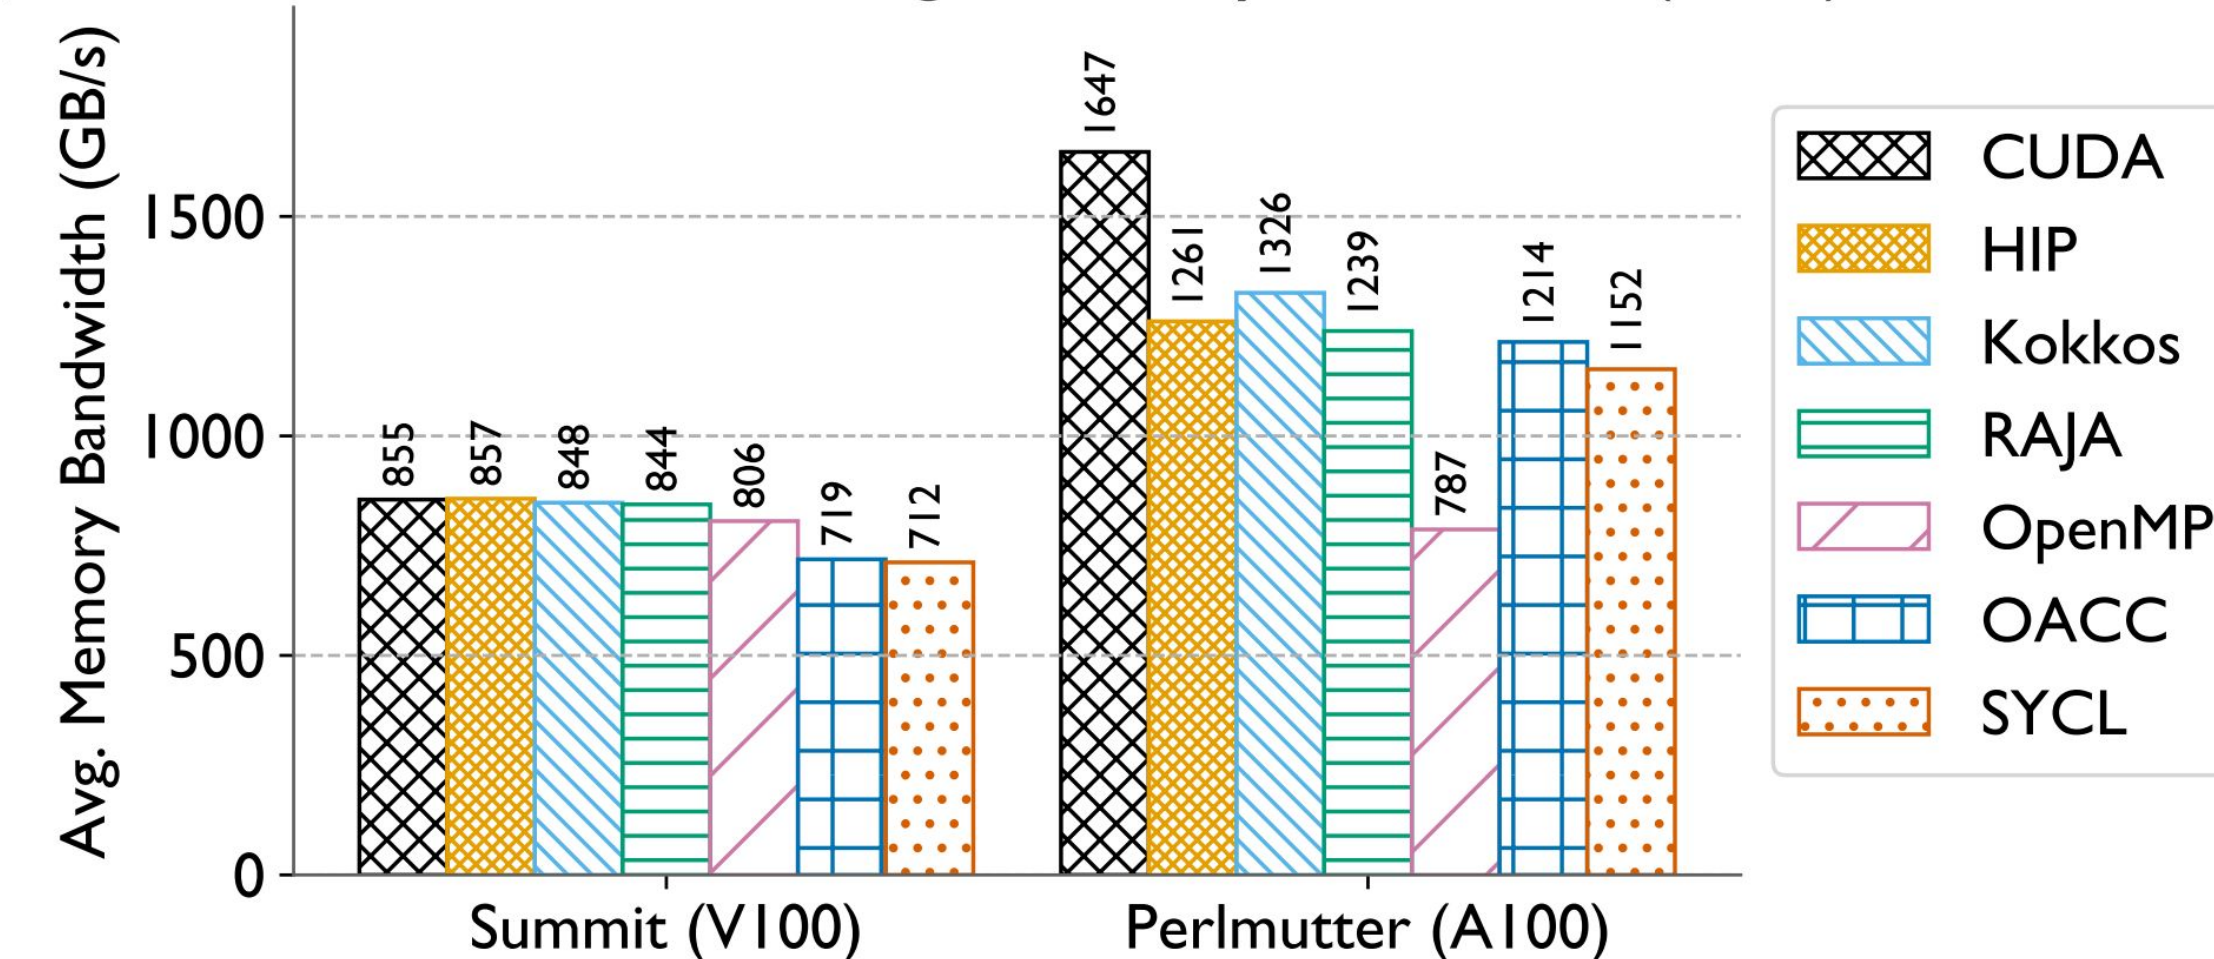 Avg. Memory Bandwidth (GB/s)
1500
1000
500
0
855
857
848
844
806
719
712
1647
1261
1326
1239
787
1214
1152
Summit (V100)
Perlmutter (A100)
CUDA
HIP
Kokkos
RAJA
OpenMP
OACC
SYCL